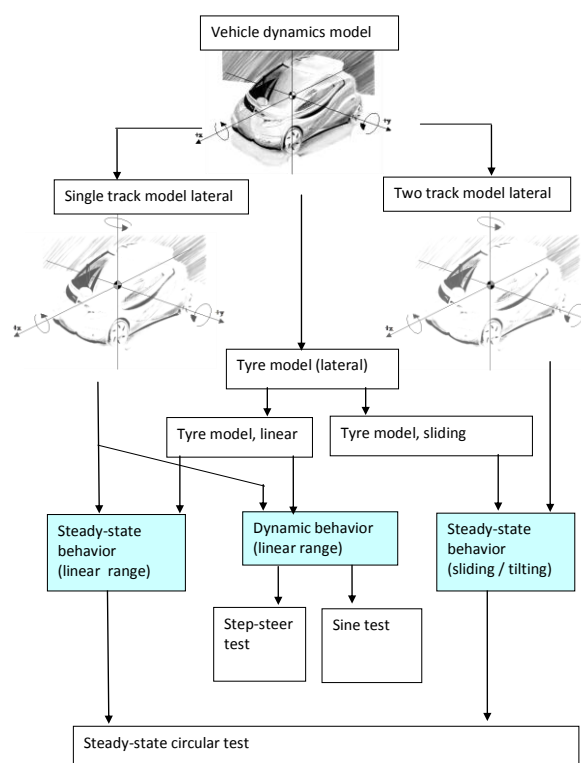 Vehicle dynamics model
+x
+y
Single track model lateral
Two track model lateral
+x
+y
+x
+y
Tyre model (lateral)
Tyre model, linear
Tyre model, sliding
Steady-state
behavior
(linear range)
Dynamic behavior
(linear range)
Steady-state
behavior
(sliding / tilting)
Step-steer
test
Sine test
Steady-state circular test